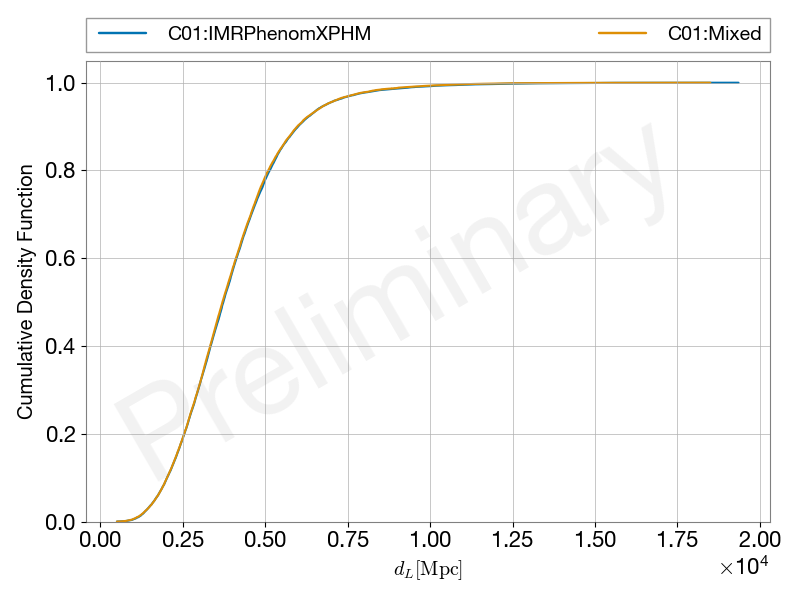 C01:IMRPhenomXPHM C01:Mixed
1.0
0.8
0.6
0.4
0.2
0.0
Cumulative Density Function
Preliminary
0.00 0.25 0.50 0.75 1.00 1.25 1.50 1.75 2.00
×10⁴
d_L[Mpc]